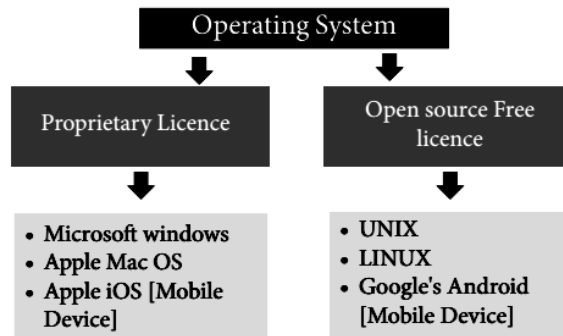 Operating System
Proprietary Licence
Open source Free
licence
• Microsoft windows
• Apple Mac OS
• Apple iOS [Mobile
Device]
• UNIX
• LINUX
• Google's Android
[Mobile Device]